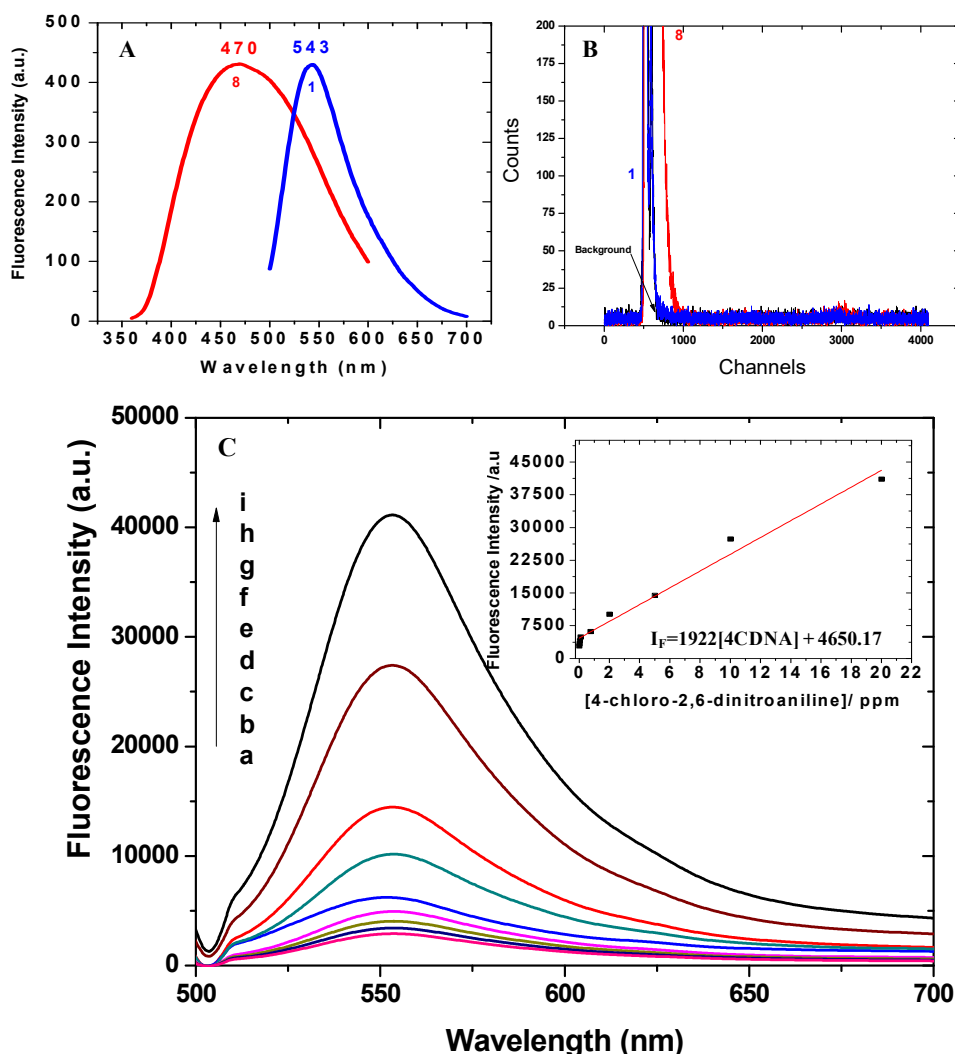 A
470
543
8
1
500
400
300
200
100
0
350 400 450 500 550 600 650 700
Fluorescence Intensity (a.u.)
Wavelength (nm)
B
8
1
Background
200
175
150
125
100
75
50
25
0
0 1000 2000 3000 4000
Counts
Channels
C
i
h
g
f
e
d
c
b
a
50000
40000
30000
20000
10000
0
500 550 600 650 700
Fluorescence Intensity (a.u.)
Wavelength (nm)
45000
37500
30000
22500
15000
7500
0
0 2 4 6 8 10 12 14 16 18 20 22
Fluorescence Intensity /a.u
I_F=1922[4CDNA] + 4650.17
[4-chloro-2,6-dinitroaniline]/ ppm